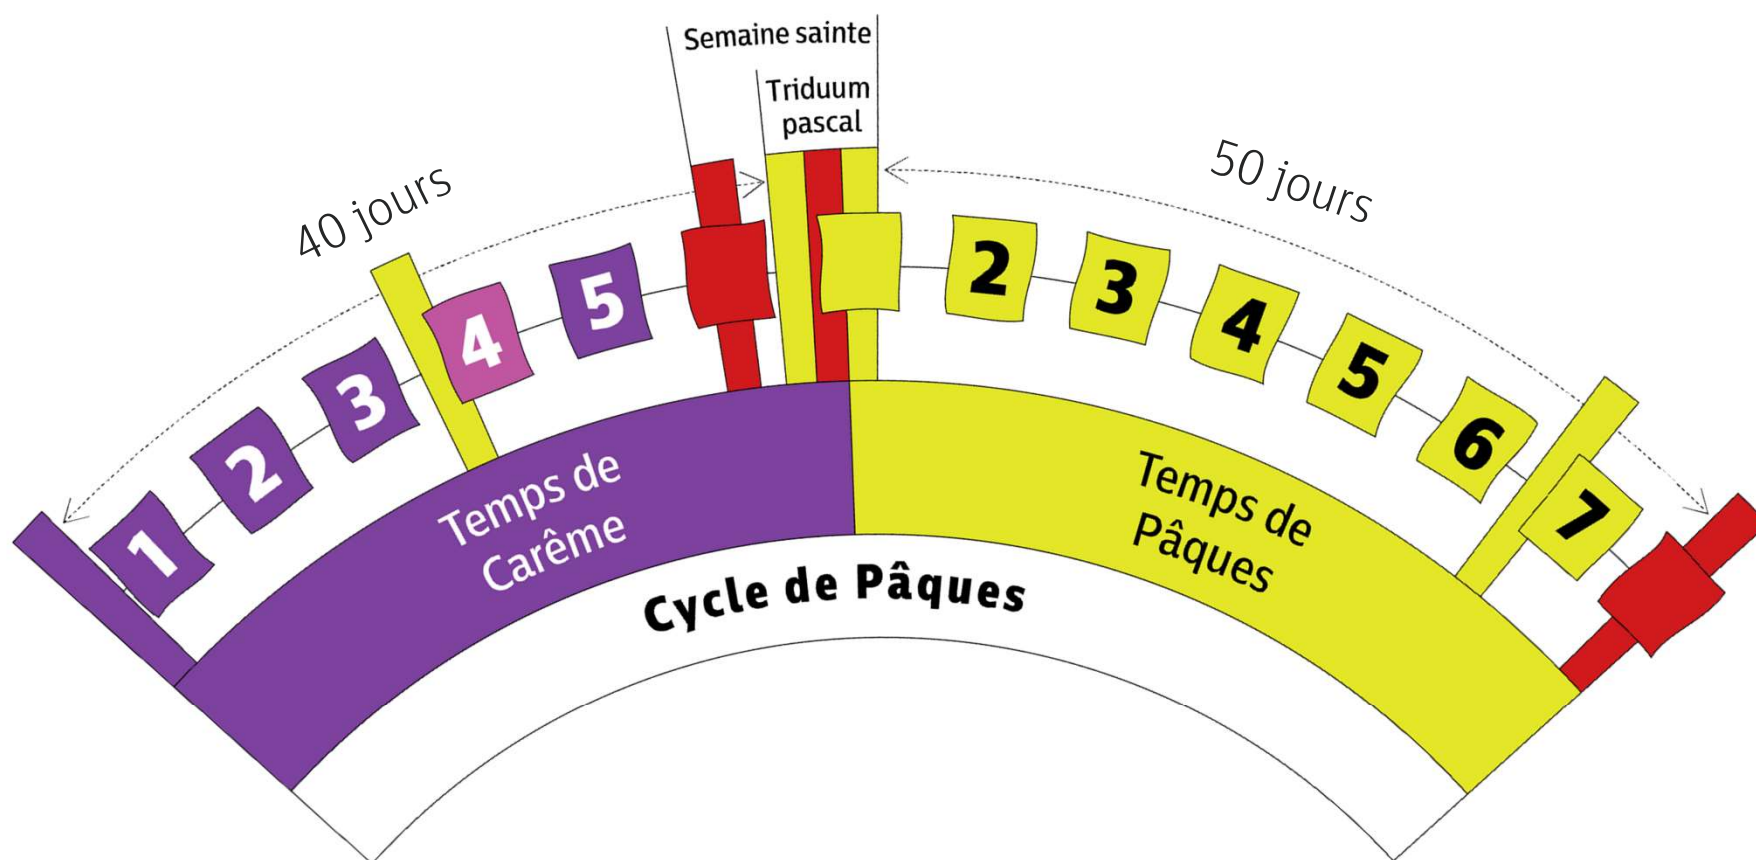 Semaine sainte
Triduum
pascal
40 jours
50 jours
1
2
3
4
5
2
3
4
5
6
7
Temps de
Carême
Temps de
Pâques
Cycle de Pâques